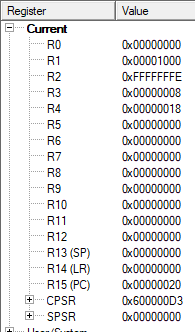 Register Value
Current
R0 0x00000000
R1 0x00001000
R2 0xFFFFFFFE
R3 0x00000008
R4 0x00000018
R5 0x00000000
R6 0x00000000
R7 0x00000000
R8 0x00000000
R9 0x00000000
R10 0x00000000
R11 0x00000000
R12 0x00000000
R13 (SP) 0x00000000
R14 (LR) 0x00000000
R15 (PC) 0x00000020
CPSR 0x600000D3
SPSR 0x00000000
User/System